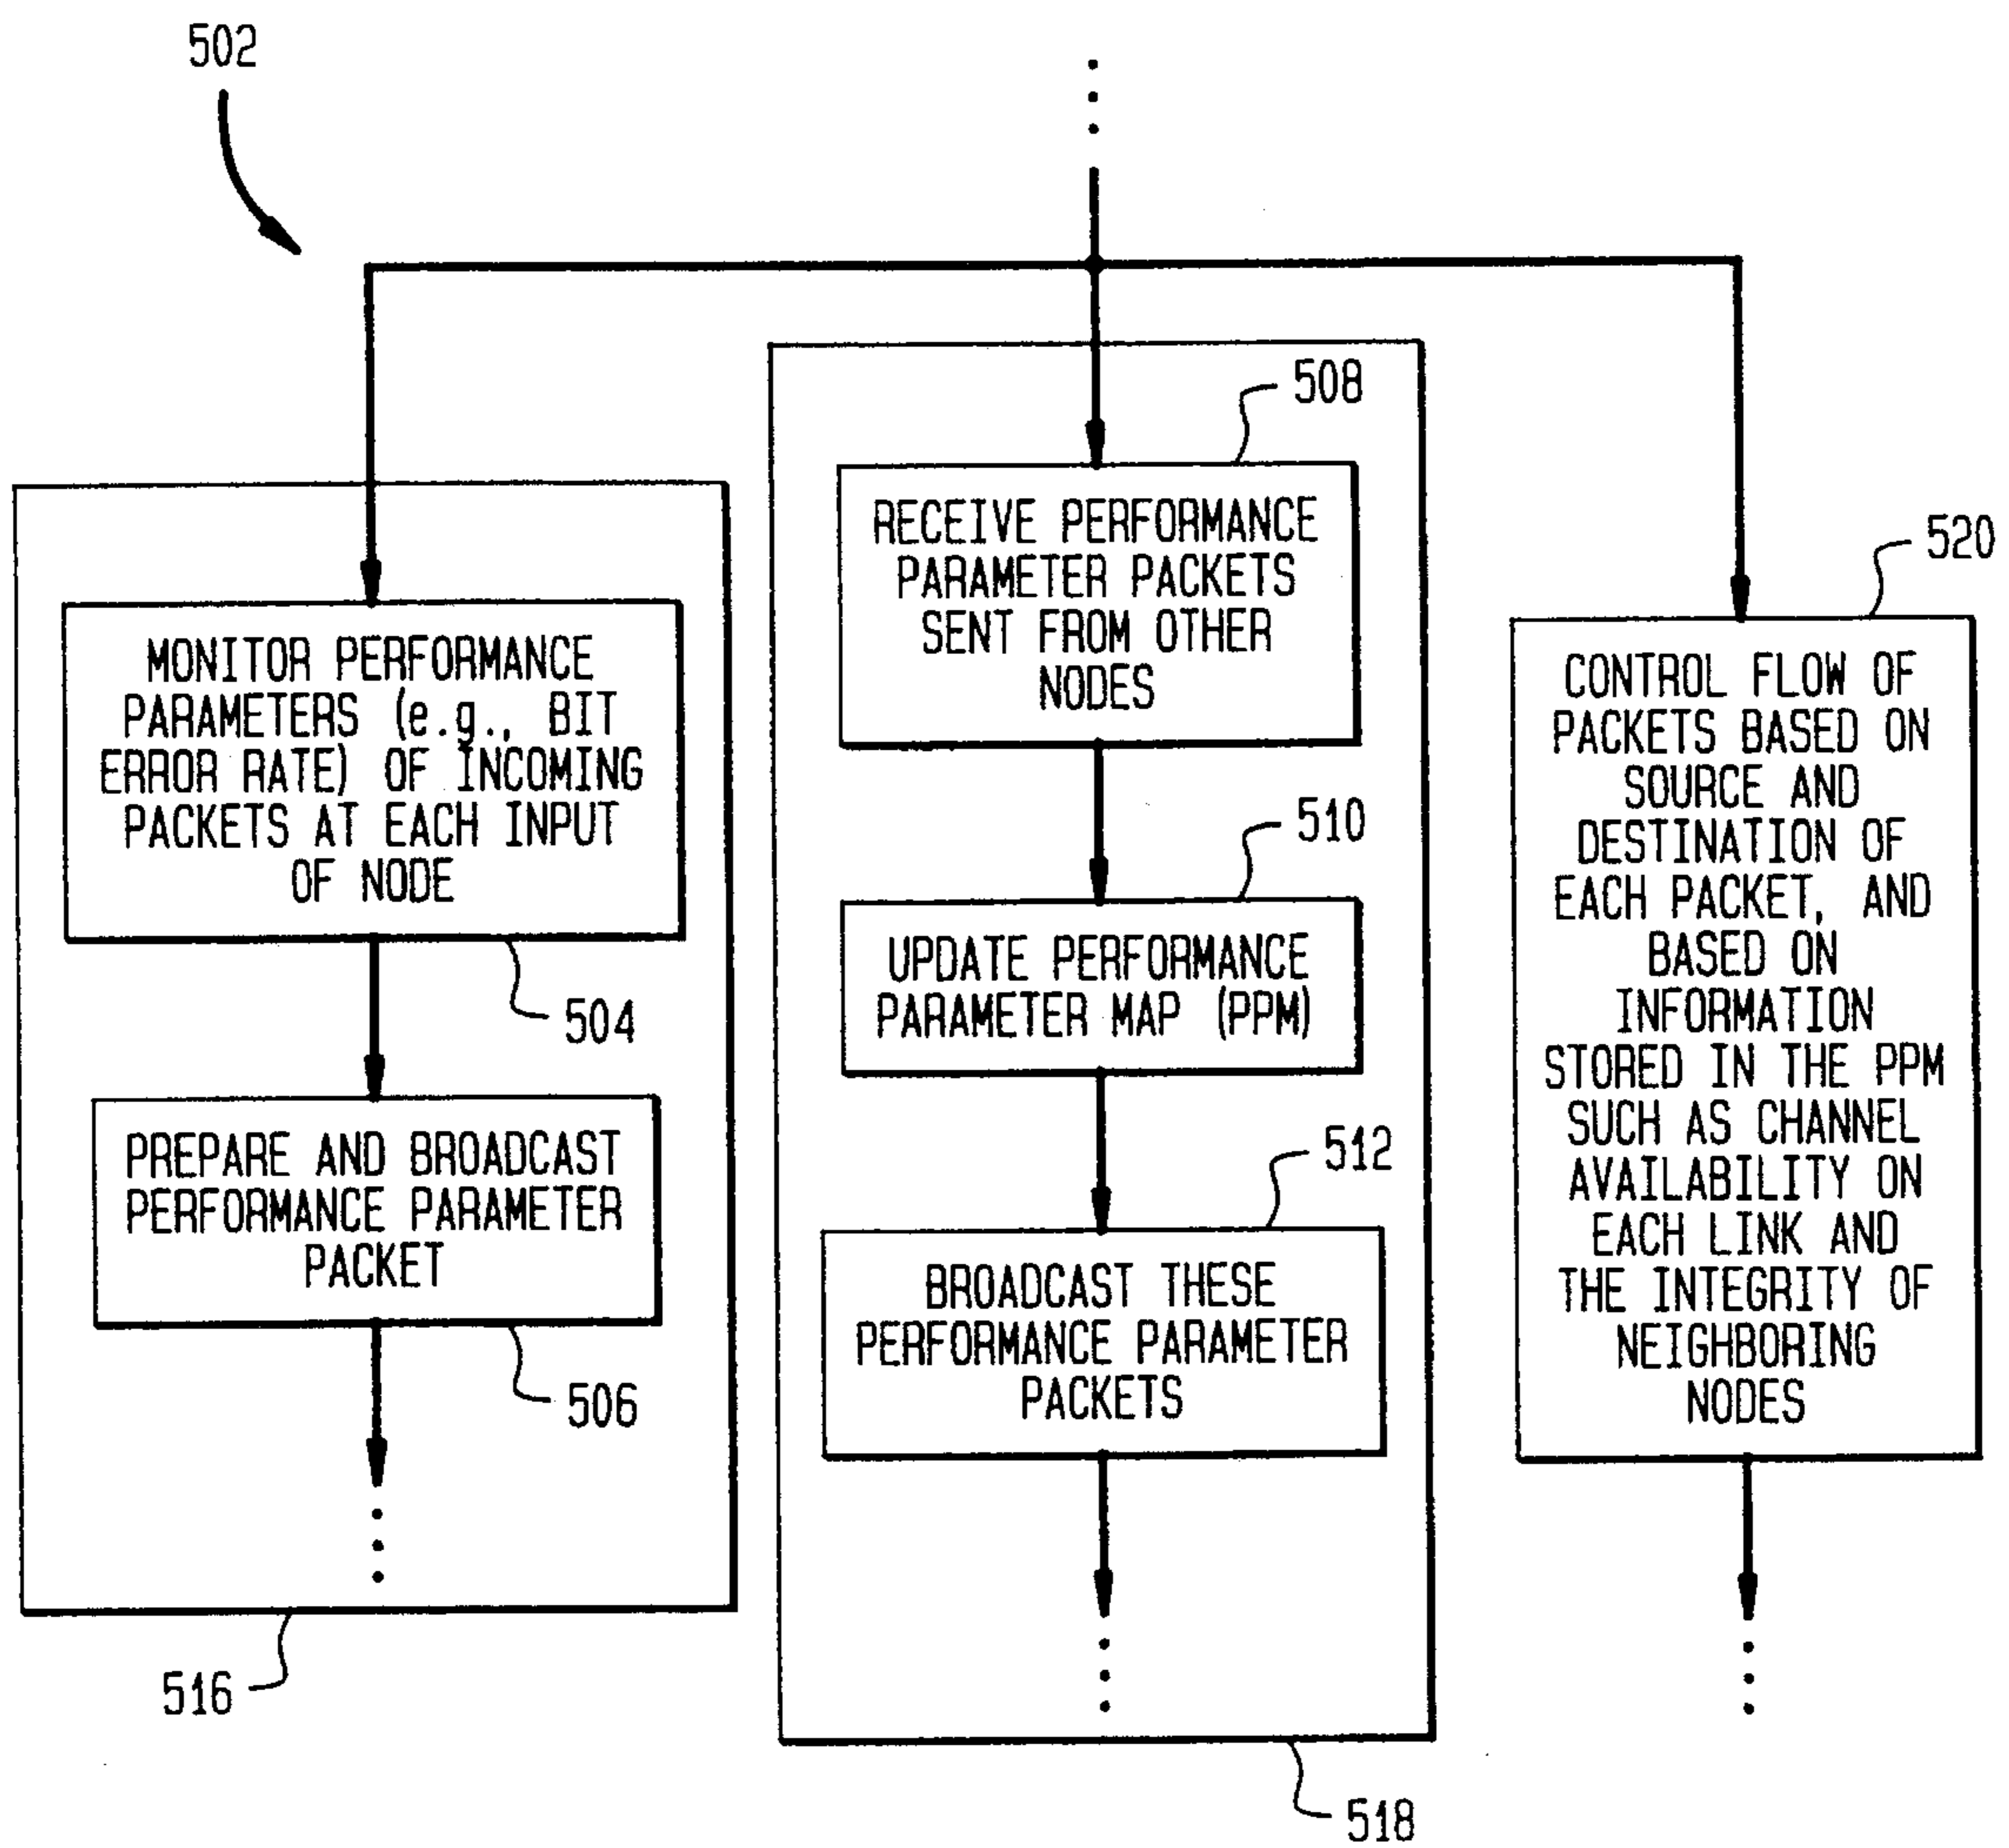 502
508
RECEIVE PERFORMANCE
PARAMETER PACKETS
SENT FROM OTHER
NODES
520
MONITOR PERFORMANCE
PARAMETERS (e.g., BIT
ERROR RATE) OF INCOMING
PACKETS AT EACH INPUT
OF NODE
504
510
UPDATE PERFORMANCE
PARAMETER MAP (PPM)
CONTROL FLOW OF
PACKETS BASED ON
SOURCE AND
DESTINATION OF
EACH PACKET, AND
BASED ON
INFORMATION
STORED IN THE PPM
SUCH AS CHANNEL
AVAILABILITY ON
EACH LINK AND
THE INTEGRITY OF
NEIGHBORING
NODES
PREPARE AND BROADCAST
PERFORMANCE PARAMETER
PACKET
506
512
BROADCAST THESE
PERFORMANCE PARAMETER
PACKETS
516
518